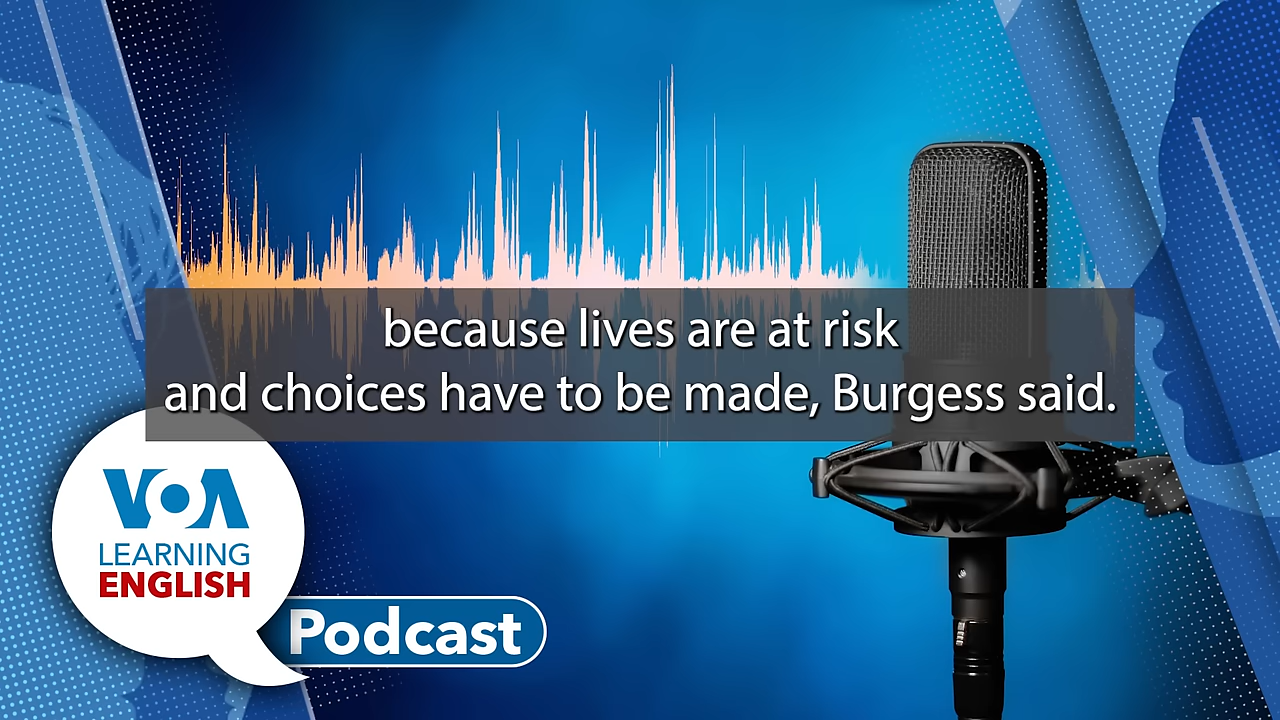 because lives are at risk
and choices have to be made, Burgess said.
VOA
LEARNING
ENGLISH
Podcast